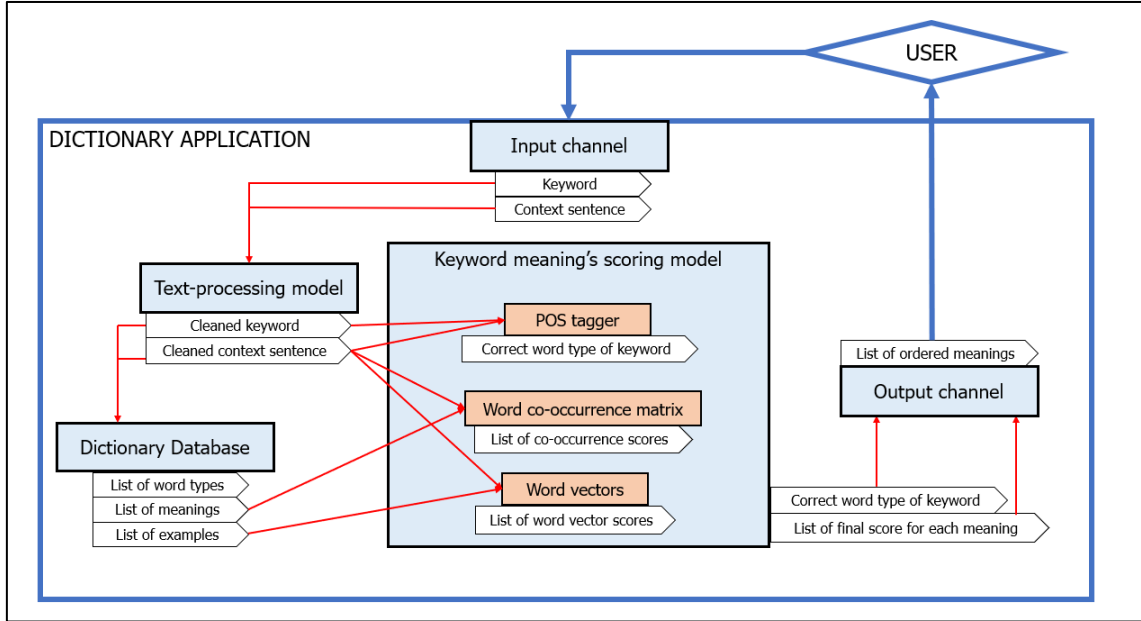 USER
DICTIONARY APPLICATION
Input channel
Keyword
Context sentence
Keyword meaning's scoring model
Text-processing model
Cleaned keyword
Cleaned context sentence
POS tagger
Correct word type of keyword
Word co-occurrence matrix
List of co-occurrence scores
Word vectors
List of word vector scores
Dictionary Database
List of word types
List of meanings
List of examples
List of ordered meanings
Output channel
Correct word type of keyword
List of final score for each meaning